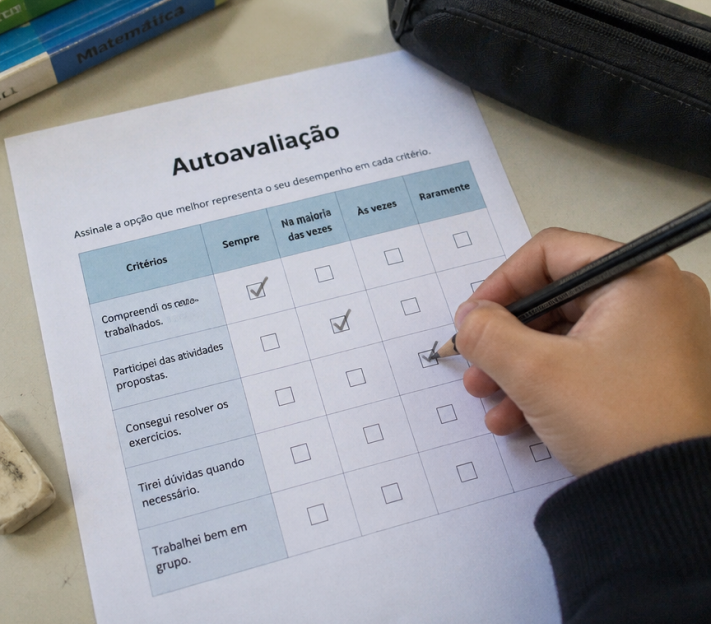 Matemática
Autoavaliação
Assinale a opção que melhor representa o seu desempenho em cada critério.
Critérios
Sempre
Na maioria
das vezes
Às vezes
Raramente
Compreendi os
trabalhados.
Participei das atividades
propostas.
Consegui resolver os
exercícios.
Tirei dúvidas quando
necessário.
Trabalhei bem em
grupo.